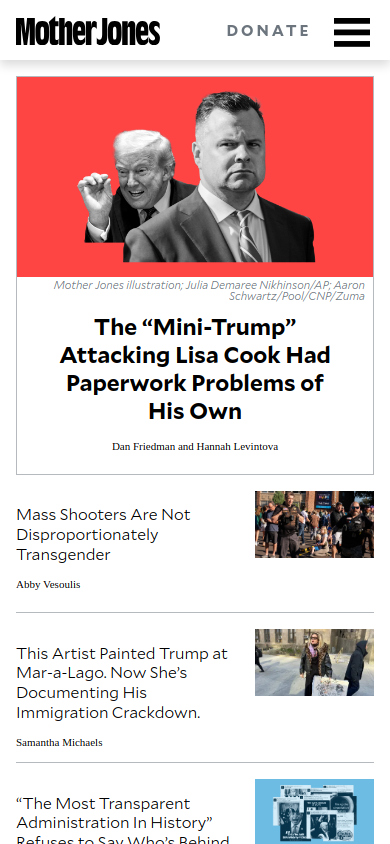 Mother Jones
DONATE
Mother Jones illustration; Julia Demaree Nikhinson/AP; Aaron
Schwartz/Pool/CNP/Zuma
The “Mini-Trump”
Attacking Lisa Cook Had
Paperwork Problems of
His Own
Dan Friedman and Hannah Levintova
Mass Shooters Are Not
Disproportionately
Transgender
Abby Vesoulis
This Artist Painted Trump at
Mar-a-Lago. Now She’s
Documenting His
Immigration Crackdown.
Samantha Michaels
“The Most Transparent
Administration In History”
Refuses to Say Who’s Behind